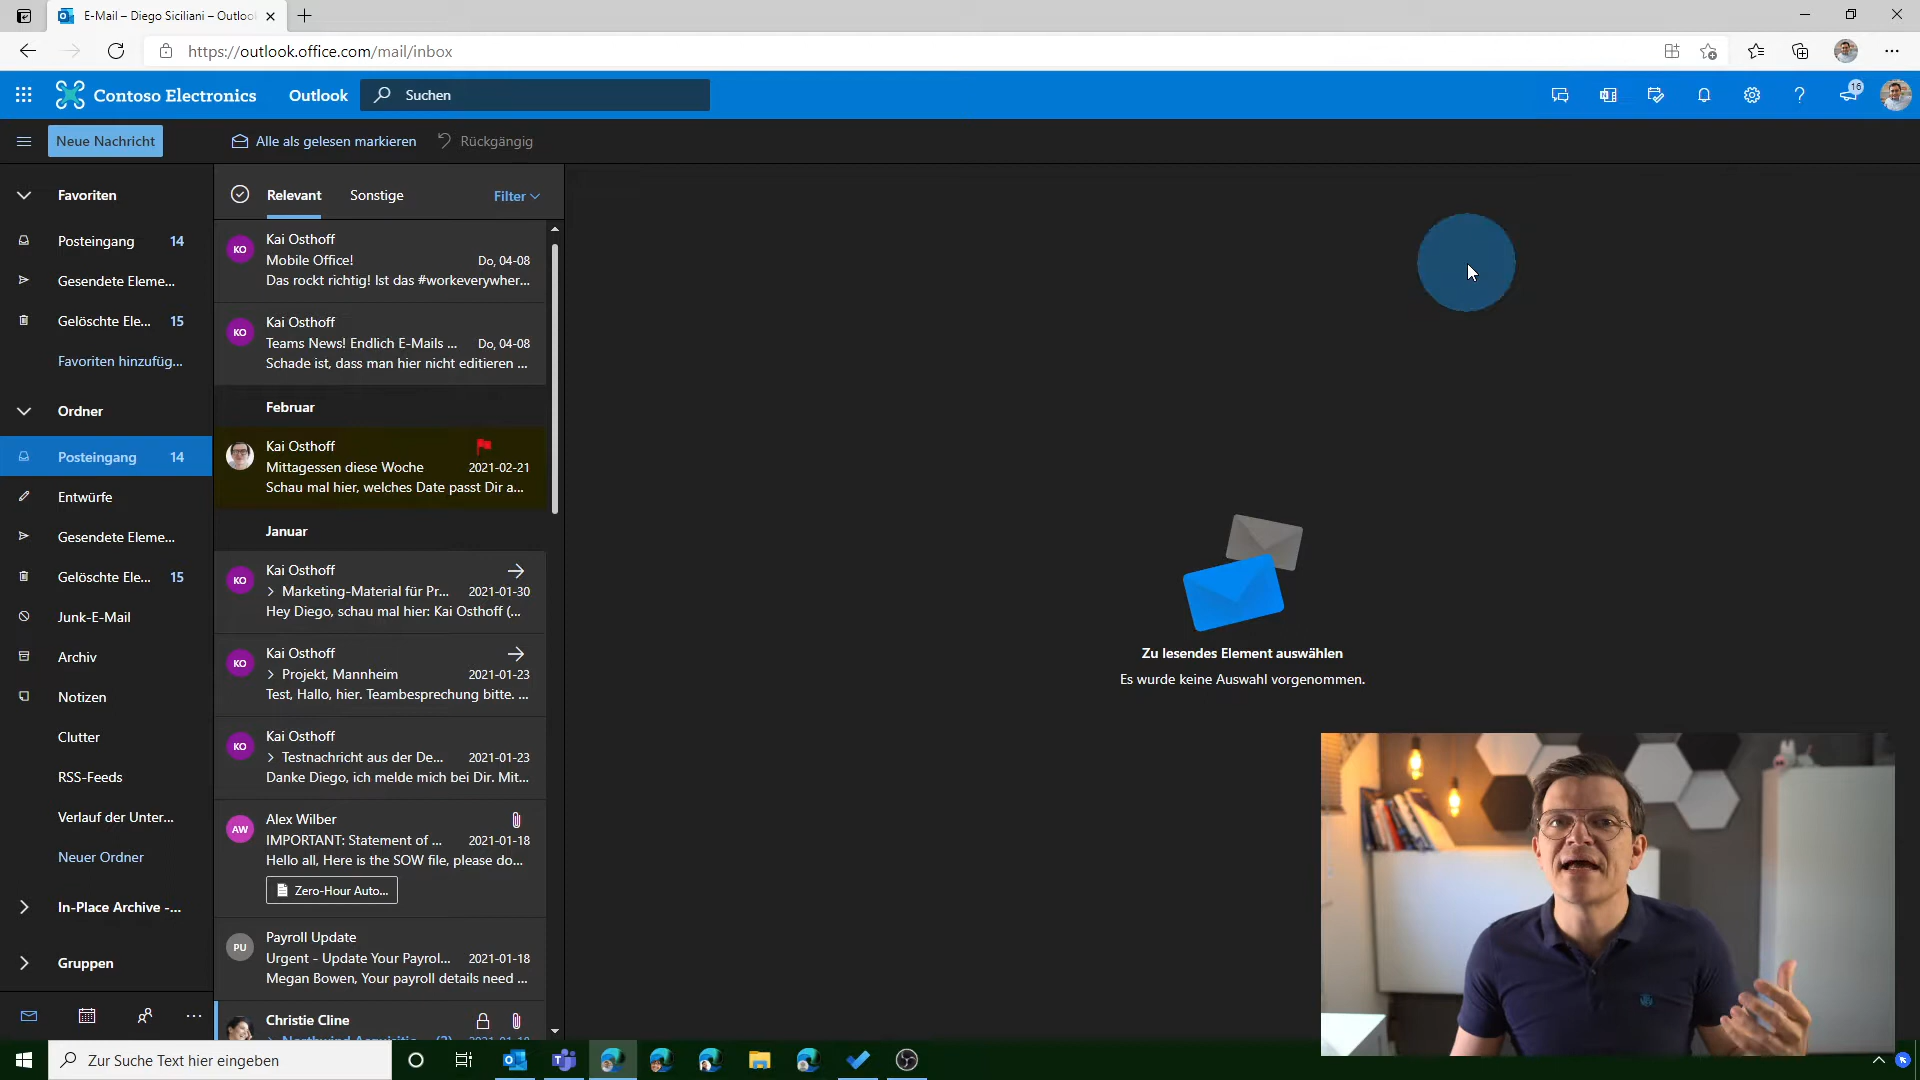 E-Mail – Diego Siciliani – Outloo
https://outlook.office.com/mail/inbox
Contoso Electronics
Outlook
Suchen
16
Neue Nachricht
Alle als gelesen markieren
Rückgängig
Favoriten
Posteingang 14
Gesendete Eleme...
Gelöschte Ele... 15
Favoriten hinzufüg...
Ordner
Posteingang 14
Entwürfe
Gesendete Eleme...
Gelöschte Ele... 15
Junk-E-Mail
Archiv
Notizen
Clutter
RSS-Feeds
Verlauf der Unter...
Neuer Ordner
In-Place Archive -...
Gruppen
Relevant
Sonstige
Filter
KO
Kai Osthoff
Mobile Office! Do, 04-08
Das rockt richtig! Ist das #workeverywher...
KO
Kai Osthoff
Teams News! Endlich E-Mails ... Do, 04-08
Schade ist, dass man hier nicht editieren ...
Februar
Kai Osthoff
Mittagessen diese Woche 2021-02-21
Schau mal hier, welches Date passt Dir a...
Januar
KO
Kai Osthoff
> Marketing-Material für Pr... 2021-01-30
Hey Diego, schau mal hier: Kai Osthoff (...
KO
Kai Osthoff
> Projekt, Mannheim 2021-01-23
Test, Hallo, hier. Teambesprechung bitte. ...
KO
Kai Osthoff
> Testnachricht aus der De... 2021-01-23
Danke Diego, ich melde mich bei Dir. Mit...
AW
Alex Wilber
IMPORTANT: Statement of ... 2021-01-18
Hello all, Here is the SOW file, please do...
Zero-Hour Auto...
PU
Payroll Update
Urgent - Update Your Payrol... 2021-01-18
Megan Bowen, Your payroll details need ...
Christie Cline
Zu lesendes Element auswählen
Es wurde keine Auswahl vorgenommen.
Zur Suche Text hier eingeben